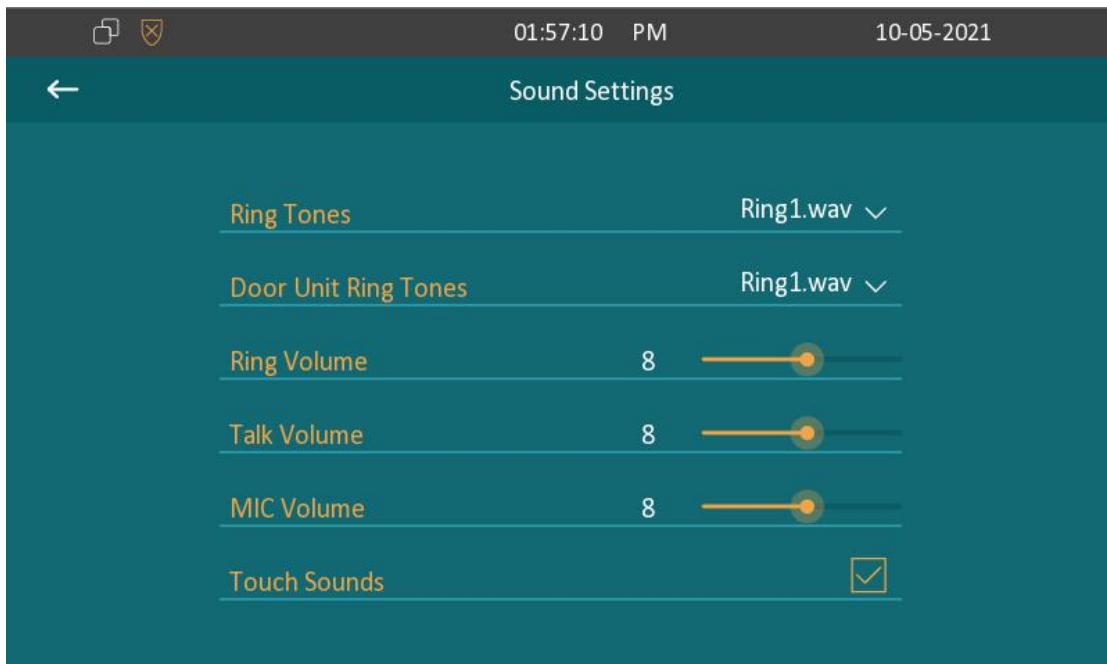 01:57:10 PM 10-05-2021
Sound Settings
Ring Tones Ring1.wav
Door Unit Ring Tones Ring1.wav
Ring Volume 8
Talk Volume 8
MIC Volume 8
Touch Sounds